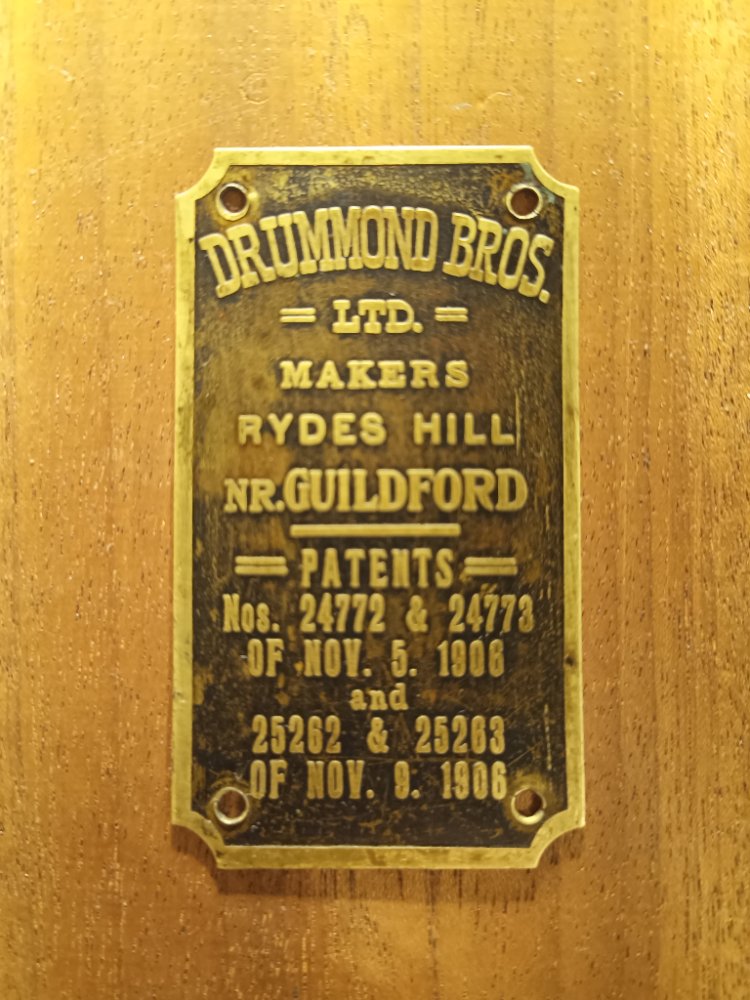 DRUMMOND BROS.
= LTD. =
MAKERS
RYDES HILL
NR. GUILDFORD
PATENTS
Nos. 24772 & 24773
OF NOV. 5. 1906
and
25262 & 25263
OF NOV. 9. 1906